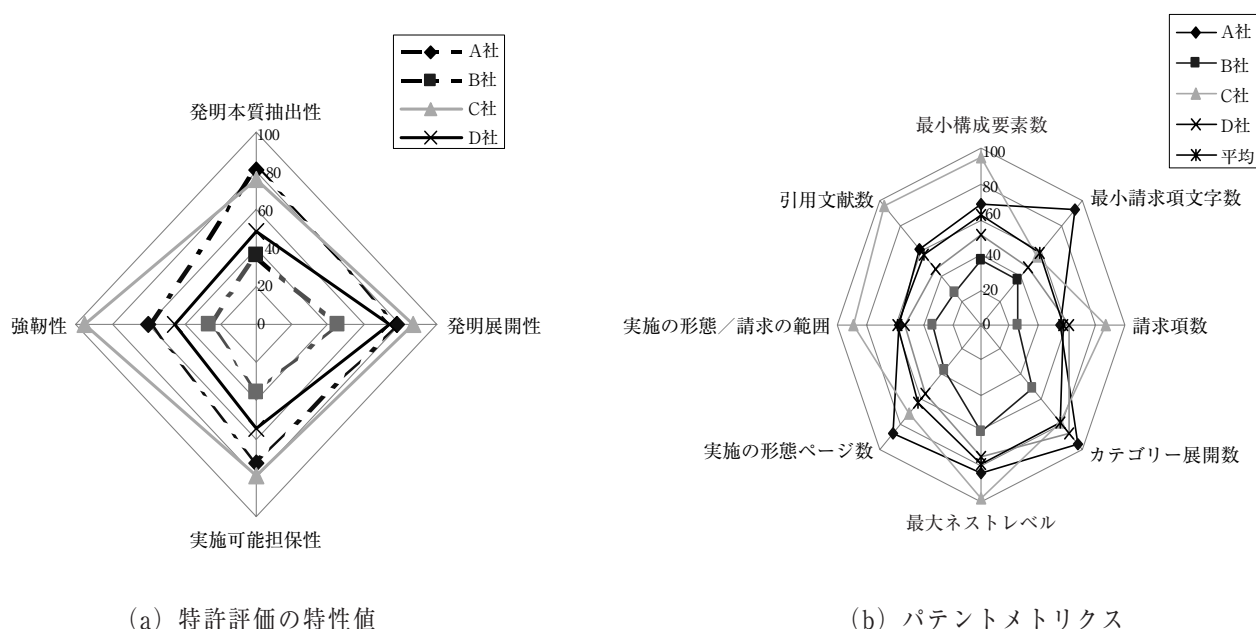 A社
B社
C社
D社
発明本質抽出性
100
80
60
40
20
0
強靭性
発明展開性
実施可能担保性
(a) 特許評価の特性値
A社
B社
C社
D社
平均
最小構成要素数
100
80
60
40
20
0
引用文献数
最小請求項文字数
実施の形態／請求の範囲
請求項数
実施の形態ページ数
カテゴリー展開数
最大ネストレベル
(b) パテントメトリクス